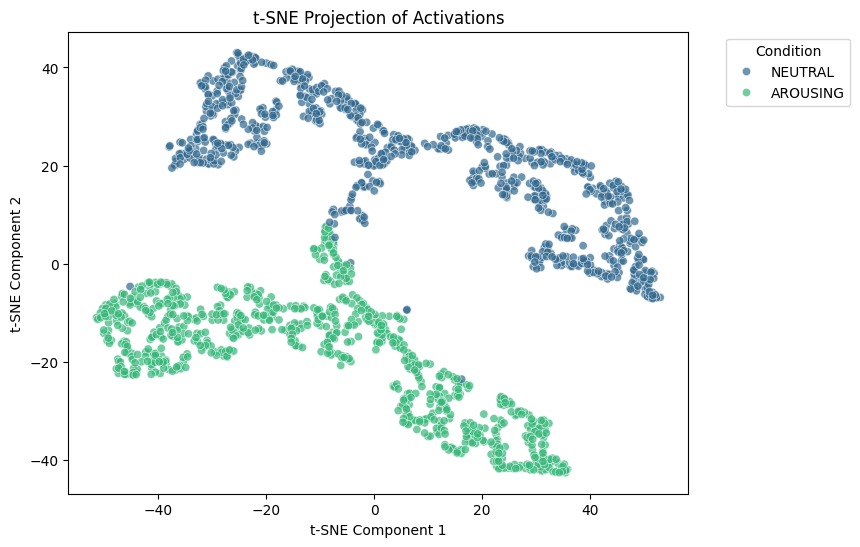 t-SNE Projection of Activations
Condition
NEUTRAL
AROUSING
40
20
0
−20
−40
t-SNE Component 2
−40
−20
0
20
40
t-SNE Component 1